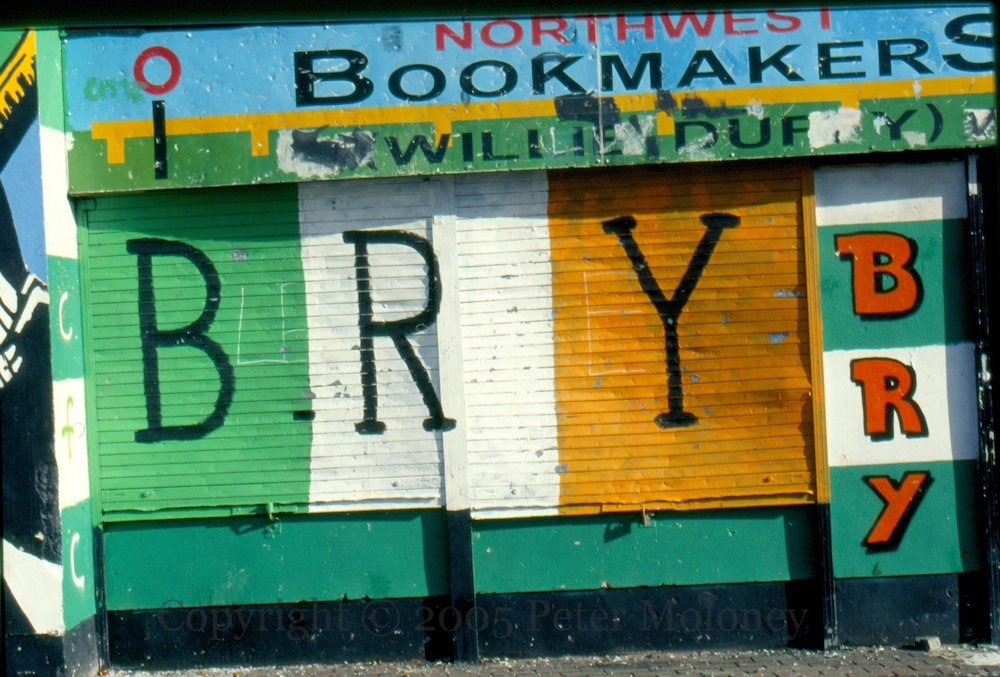 NORTHWEST
BOOKMAKERS
(WILLIE DUFFY)
B R Y
B
R
Y
c
f
c
Copyright © 2005 Peter Moloney